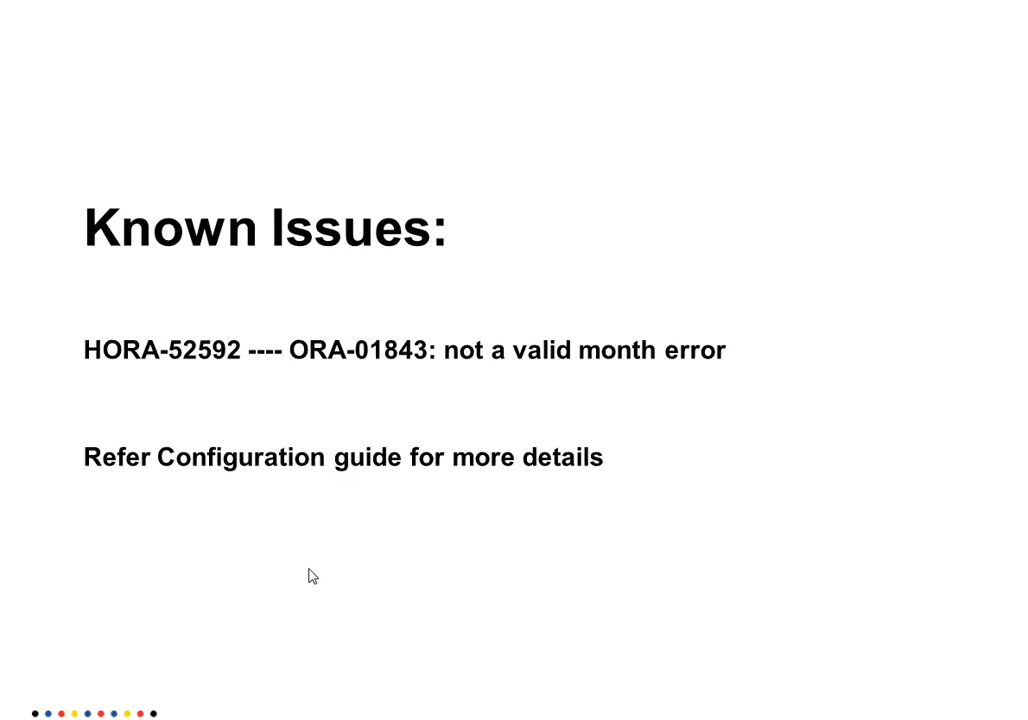 Known Issues:
HORA-52592 ---- ORA-01843: not a valid month error
Refer Configuration guide for more details